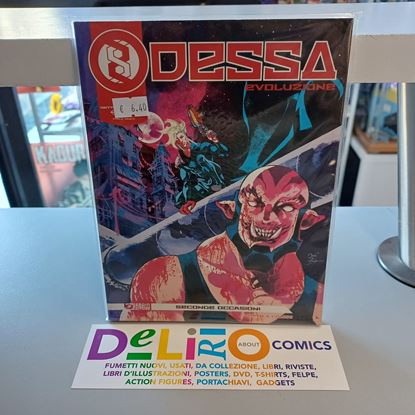 ODESSA
EVOLUZIONE
€ 6.40
SECONDE OCCASIONI
DeLiRiO ABOUT COMICS
FUMETTI NUOVI, USATI, DA COLLEZIONE, LIBRI, RIVISTE,
LIBRI D'ILLUSTRAZIONI, POSTERS, DVD, T-SHIRTS, FELPE,
ACTION FIGURES, PORTACHIAVI, GADGETS